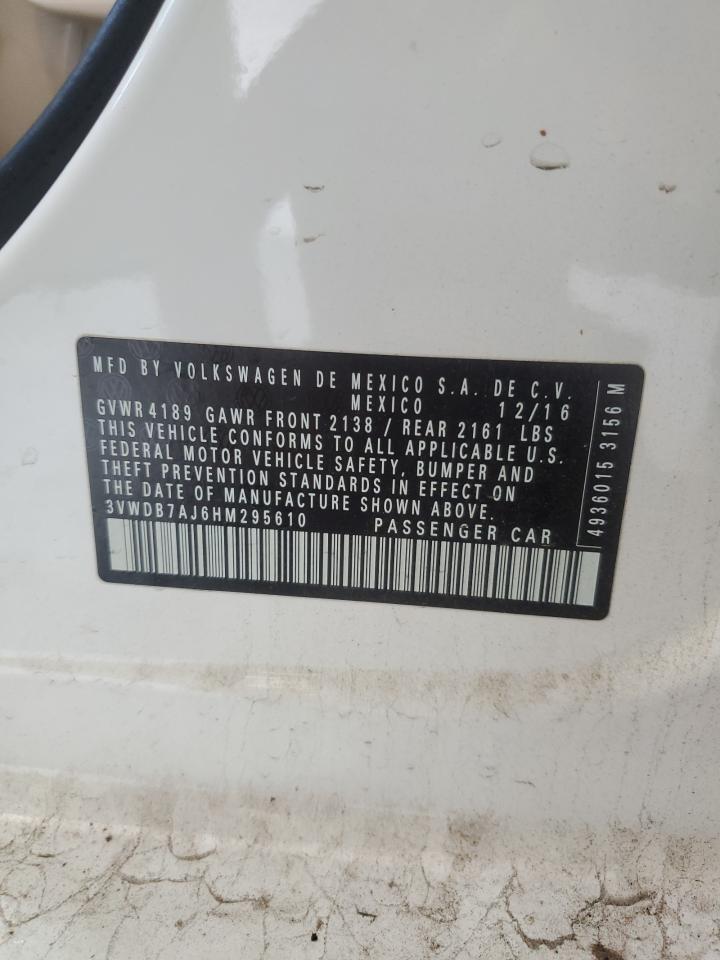 MFD BY VOLKSWAGEN DE MEXICO S.A. DE C.V.
MEXICO 12/16
GVWR 4189 GAWR FRONT 2138 / REAR 2161 LBS
THIS VEHICLE CONFORMS TO ALL APPLICABLE U.S.
FEDERAL MOTOR VEHICLE SAFETY, BUMPER AND
THEFT PREVENTION STANDARDS IN EFFECT ON
THE DATE OF MANUFACTURE SHOWN ABOVE.
3VWDB7AJ6HM295610 PASSENGER CAR
4936015 3156 M